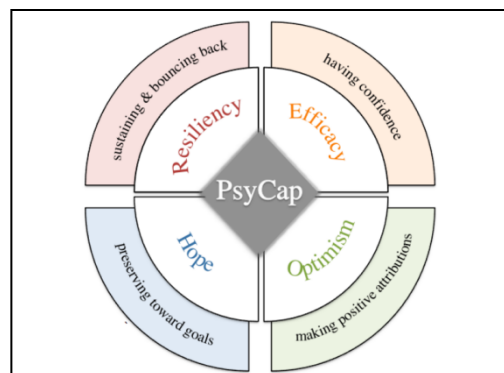 sustaining & bouncing back
having confidence
Resiliency
Efficacy
PsyCap
Hope
Optimism
preserving toward goals
making positive attributions